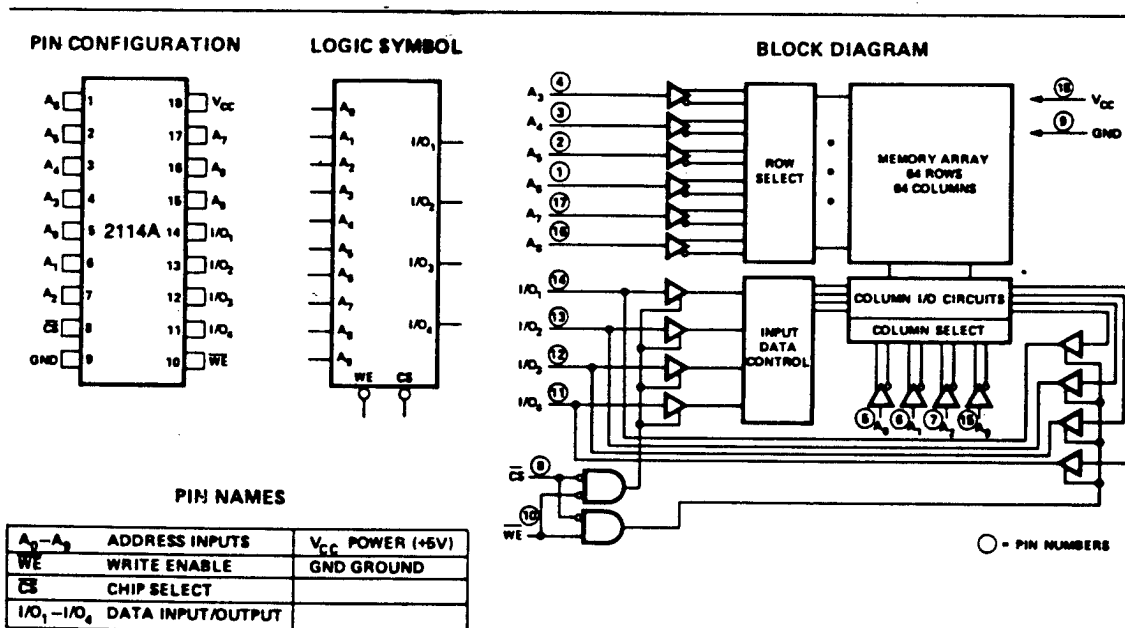 PIN CONFIGURATION
LOGIC SYMBOL
BLOCK DIAGRAM
A6 1
A5 2
A4 3
A3 4
A0 5
A1 6
A2 7
CS 8
GND 9
2114A
18 VCC
17 A7
16 A8
15 A9
14 I/O1
13 I/O2
12 I/O3
11 I/O4
10 WE
A0
A1
A2
A3
A4
A5
A6
A7
A8
A9
I/O1
I/O2
I/O3
I/O4
WE CS
A3 4
A4 3
A5 2
A6 1
A7 17
A8 16
ROW
SELECT
MEMORY ARRAY
64 ROWS
64 COLUMNS
18 VCC
9 GND
I/O1 14
I/O2 13
I/O3 12
I/O4 11
INPUT
DATA
CONTROL
COLUMN I/O CIRCUITS
COLUMN SELECT
5 A0 6 A1 7 A2 15 A9
CS 8
WE 10
= PIN NUMBERS
PIN NAMES
A0–A9 ADDRESS INPUTS VCC POWER (+5V)
WE WRITE ENABLE GND GROUND
CS CHIP SELECT
I/O1–I/O4 DATA INPUT/OUTPUT